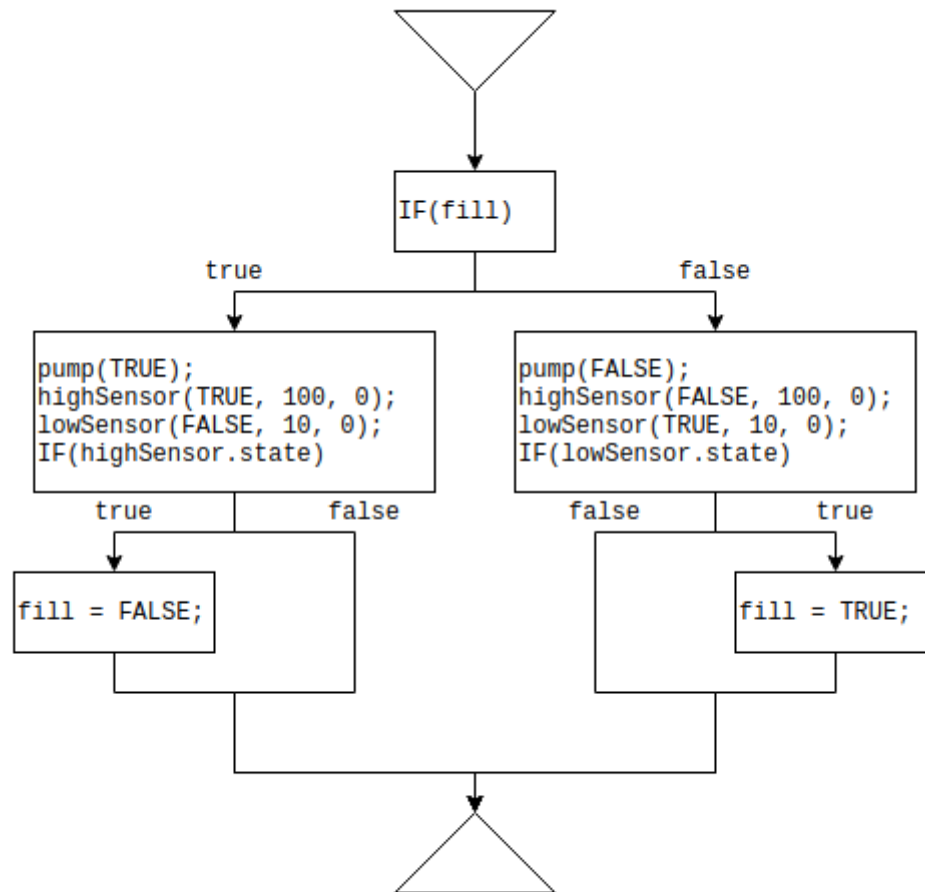 IF(fill)
true
false
pump(TRUE);
highSensor(TRUE, 100, 0);
lowSensor(FALSE, 10, 0);
IF(highSensor.state)
pump(FALSE);
highSensor(FALSE, 100, 0);
lowSensor(TRUE, 10, 0);
IF(lowSensor.state)
true
false
false
true
fill = FALSE;
fill = TRUE;